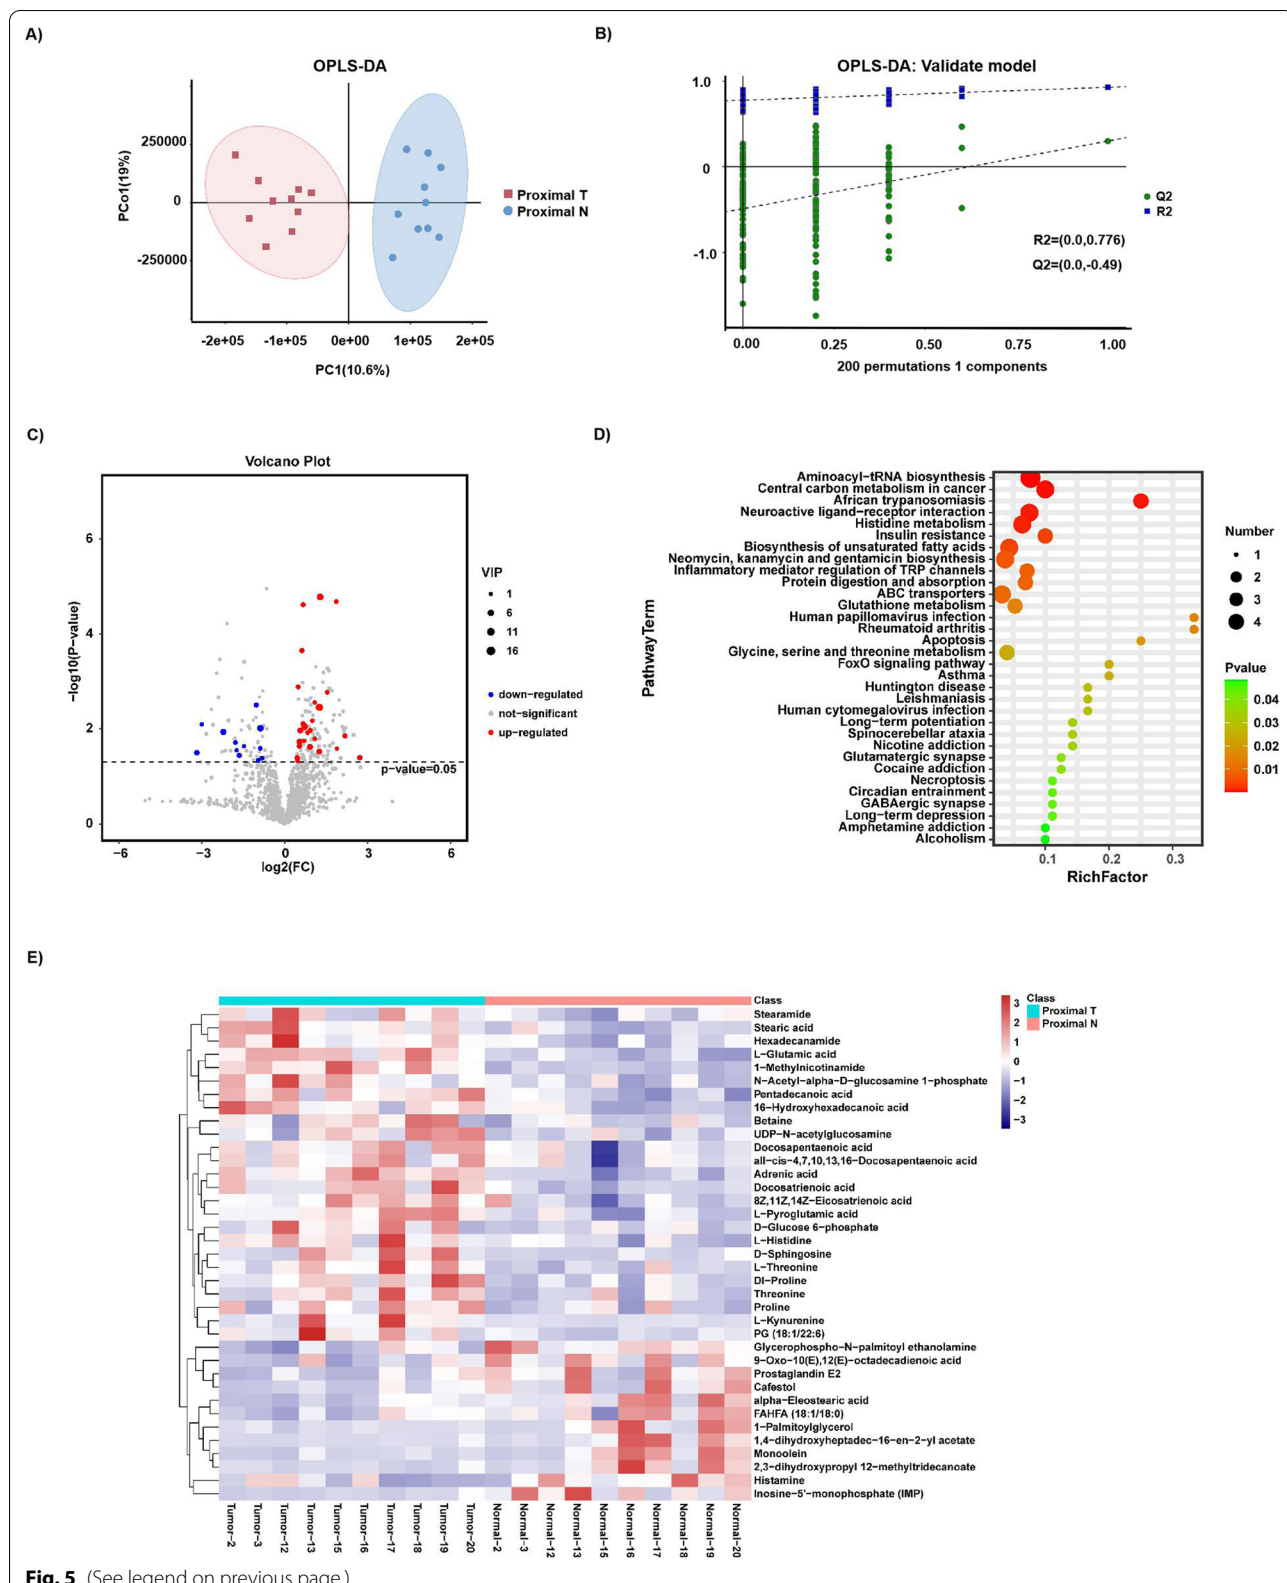 A)
OPLS-DA
PCo1(19%)
250000
0
-250000
-2e+05 -1e+05 0e+00 1e+05 2e+05
PC1(10.6%)
Proximal T
Proximal N
B)
OPLS-DA: Validate model
1.0
0
-1.0
0.00 0.25 0.50 0.75 1.00
200 permutations 1 components
Q2
R2
R2=(0.0,0.776)
Q2=(0.0,-0.49)
C)
Volcano Plot
−log10(P−value)
6
4
2
0
−6 −3 0 3 6
log2(FC)
p−value=0.05
VIP
1
6
11
16
down−regulated
not−significant
up−regulated
D)
PathwayTerm
Aminoacyl−tRNA biosynthesis
Central carbon metabolism in cancer
African trypanosomiasis
Neuroactive ligand−receptor interaction
Histidine metabolism
Insulin resistance
Biosynthesis of unsaturated fatty acids
Neomycin, kanamycin and gentamicin biosynthesis
Inflammatory mediator regulation of TRP channels
Protein digestion and absorption
ABC transporters
Glutathione metabolism
Human papillomavirus infection
Rheumatoid arthritis
Apoptosis
Glycine, serine and threonine metabolism
FoxO signaling pathway
Asthma
Huntington disease
Leishmaniasis
Human cytomegalovirus infection
Long−term potentiation
Spinocerebellar ataxia
Nicotine addiction
Glutamatergic synapse
Cocaine addiction
Necroptosis
Circadian entrainment
GABAergic synapse
Long−term depression
Amphetamine addiction
Alcoholism
0.1 0.2 0.3
RichFactor
Number
1
2
3
4
Pvalue
0.04
0.03
0.02
0.01
E)
Class
Stearamide
Stearic acid
Hexadecanamide
L−Glutamic acid
1−Methylnicotinamide
N−Acetyl−alpha−D−glucosamine 1−phosphate
Pentadecanoic acid
16−Hydroxyhexadecanoic acid
Betaine
UDP−N−acetylglucosamine
Docosapentaenoic acid
all−cis−4,7,10,13,16−Docosapentaenoic acid
Adrenic acid
Docosatrienoic acid
8Z,11Z,14Z−Eicosatrienoic acid
L−Pyroglutamic acid
D−Glucose 6−phosphate
L−Histidine
D−Sphingosine
L−Threonine
Dl−Proline
Threonine
Proline
L−Kynurenine
PG (18:1/22:6)
Glycerophospho−N−palmitoyl ethanolamine
9−Oxo−10(E),12(E)−octadecadienoic acid
Prostaglandin E2
Cafestol
alpha−Eleostearic acid
FAHFA (18:1/18:0)
1−Palmitoylglycerol
1,4−dihydroxyheptadec−16−en−2−yl acetate
Monoolein
2,3−dihydroxypropyl 12−methyltridecanoate
Histamine
Inosine−5'−monophosphate (IMP)
Tumor−2
Tumor−3
Tumor−12
Tumor−13
Tumor−15
Tumor−16
Tumor−17
Tumor−18
Tumor−19
Tumor−20
Normal−2
Normal−3
Normal−12
Normal−13
Normal−15
Normal−16
Normal−17
Normal−18
Normal−19
Normal−20
3
2
1
0
−1
−2
−3
Class
Proximal T
Proximal N
Fig. 5 (See legend on previous page.)